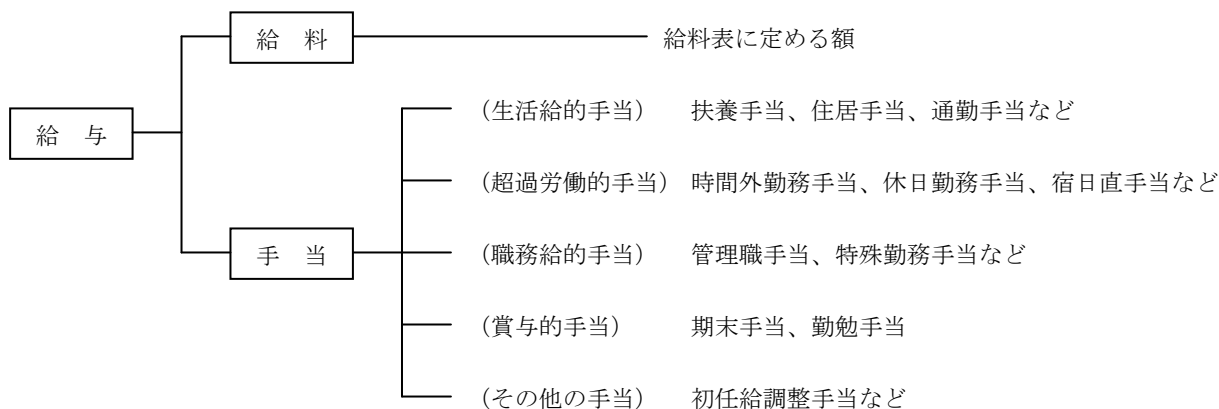 給　料　給料表に定める額
（生活給的手当）　扶養手当、住居手当、通勤手当など
給　与
（超過労働的手当）時間外勤務手当、休日勤務手当、宿日直手当など
手　当　（職務給的手当）　管理職手当、特殊勤務手当など
（賞与的手当）　期末手当、勤勉手当
（その他の手当）　初任給調整手当など